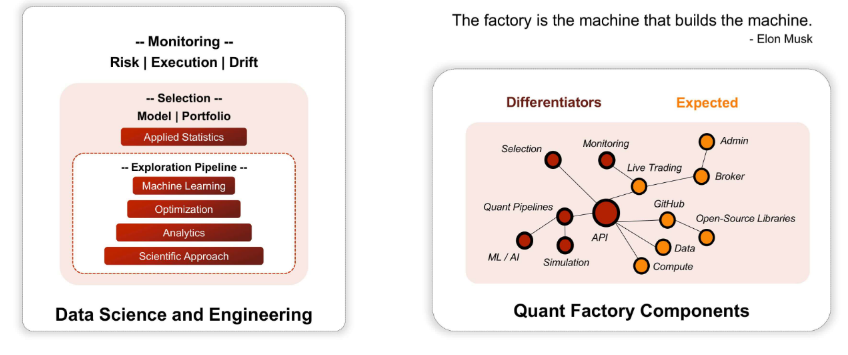 -- Monitoring --
Risk | Execution | Drift
-- Selection --
Model | Portfolio
Applied Statistics
-- Exploration Pipeline --
Machine Learning
Optimization
Analytics
Scientific Approach
Data Science and Engineering
The factory is the machine that builds the machine.
- Elon Musk
Differentiators
Expected
Selection
Monitoring
Admin
Live Trading
Broker
Quant Pipelines
GitHub
Open-Source Libraries
API
ML / AI
Simulation
Data
Compute
Quant Factory Components